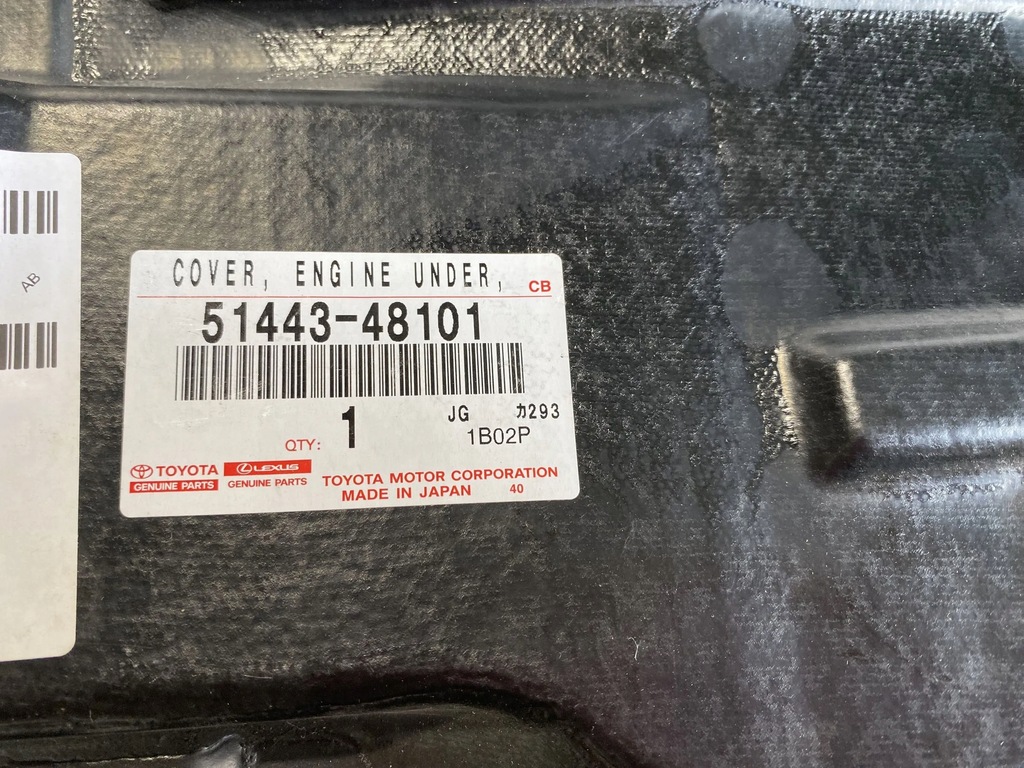 AB
COVER, ENGINE UNDER,
CB
51443-48101
QTY: 1
JG カ293
1B02P
TOYOTA
GENUINE PARTS
LEXUS
GENUINE PARTS
TOYOTA MOTOR CORPORATION
MADE IN JAPAN 40